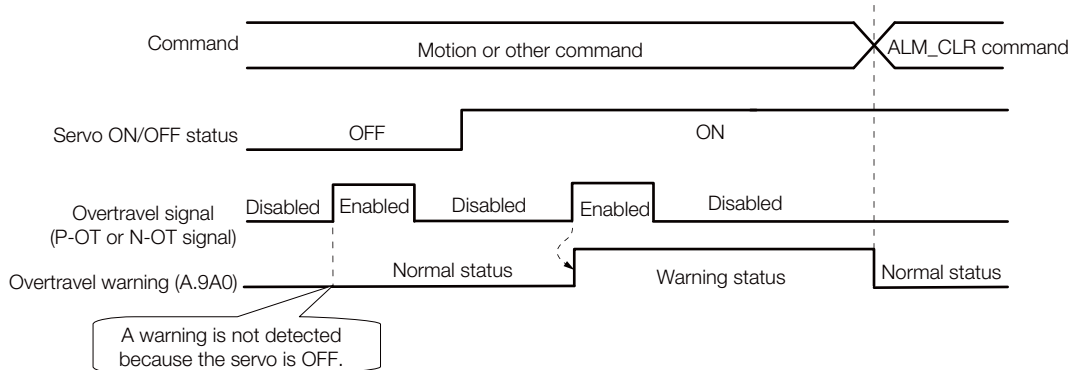 Command
Motion or other command
ALM_CLR command
Servo ON/OFF status
OFF
ON
Overtravel signal
(P-OT or N-OT signal)
Disabled
Enabled
Disabled
Enabled
Disabled
Overtravel warning (A.9A0)
Normal status
Warning status
Normal status
A warning is not detected
because the servo is OFF.